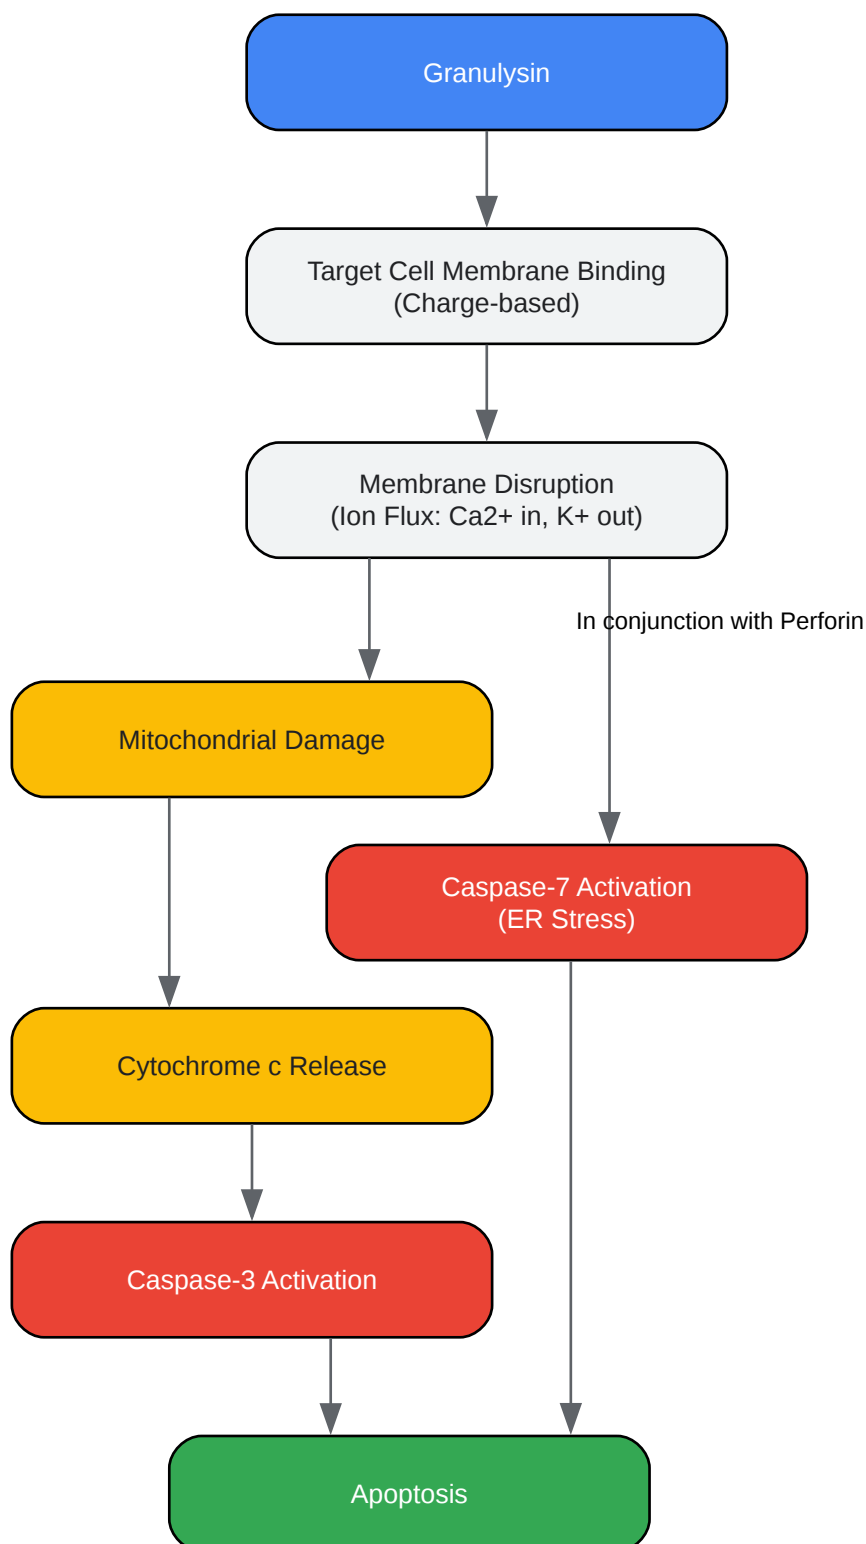 Granulysin
Target Cell Membrane Binding
(Charge-based)
Membrane Disruption
(Ion Flux: Ca2+ in, K+ out)
In conjunction with Perforin
Mitochondrial Damage
Caspase-7 Activation
(ER Stress)
Cytochrome c Release
Caspase-3 Activation
Apoptosis